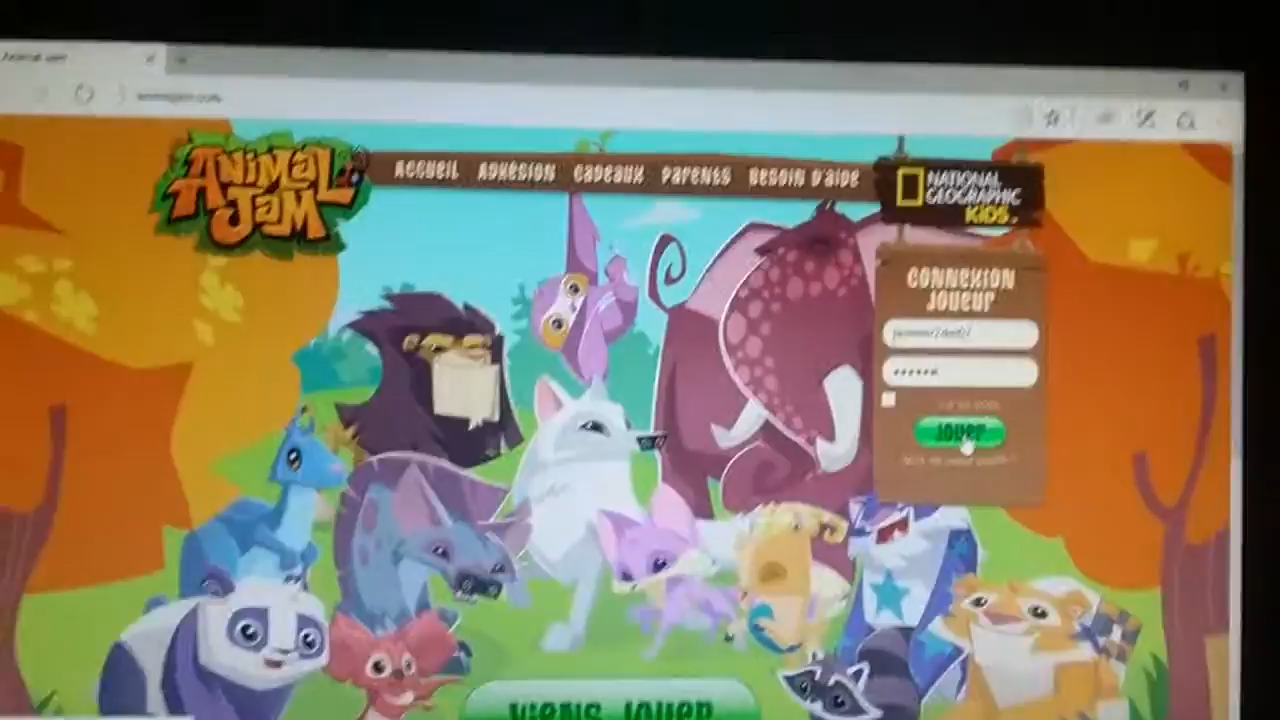 ANIMAL JAM
ACCUEIL ADHÉSION CADEAUX PARENTS BESOIN D'AIDE
NATIONAL GEOGRAPHIC KIDS
CONNEXION
JOUEUR
JOUER
VIENS JOUER